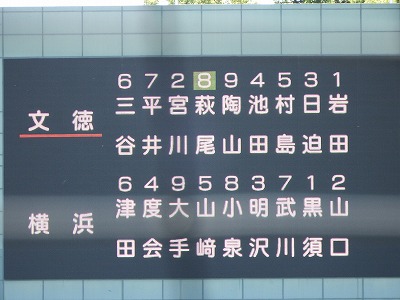 6 7 2 8 9 4 5 3 1
文徳 三谷 平井 宮川 萩尾 陶山 池田 村島 日迫 岩田
6 4 9 5 8 3 7 1 2
横浜 津田 度会 大手 山﨑 小泉 明沢 武川 黒須 山口